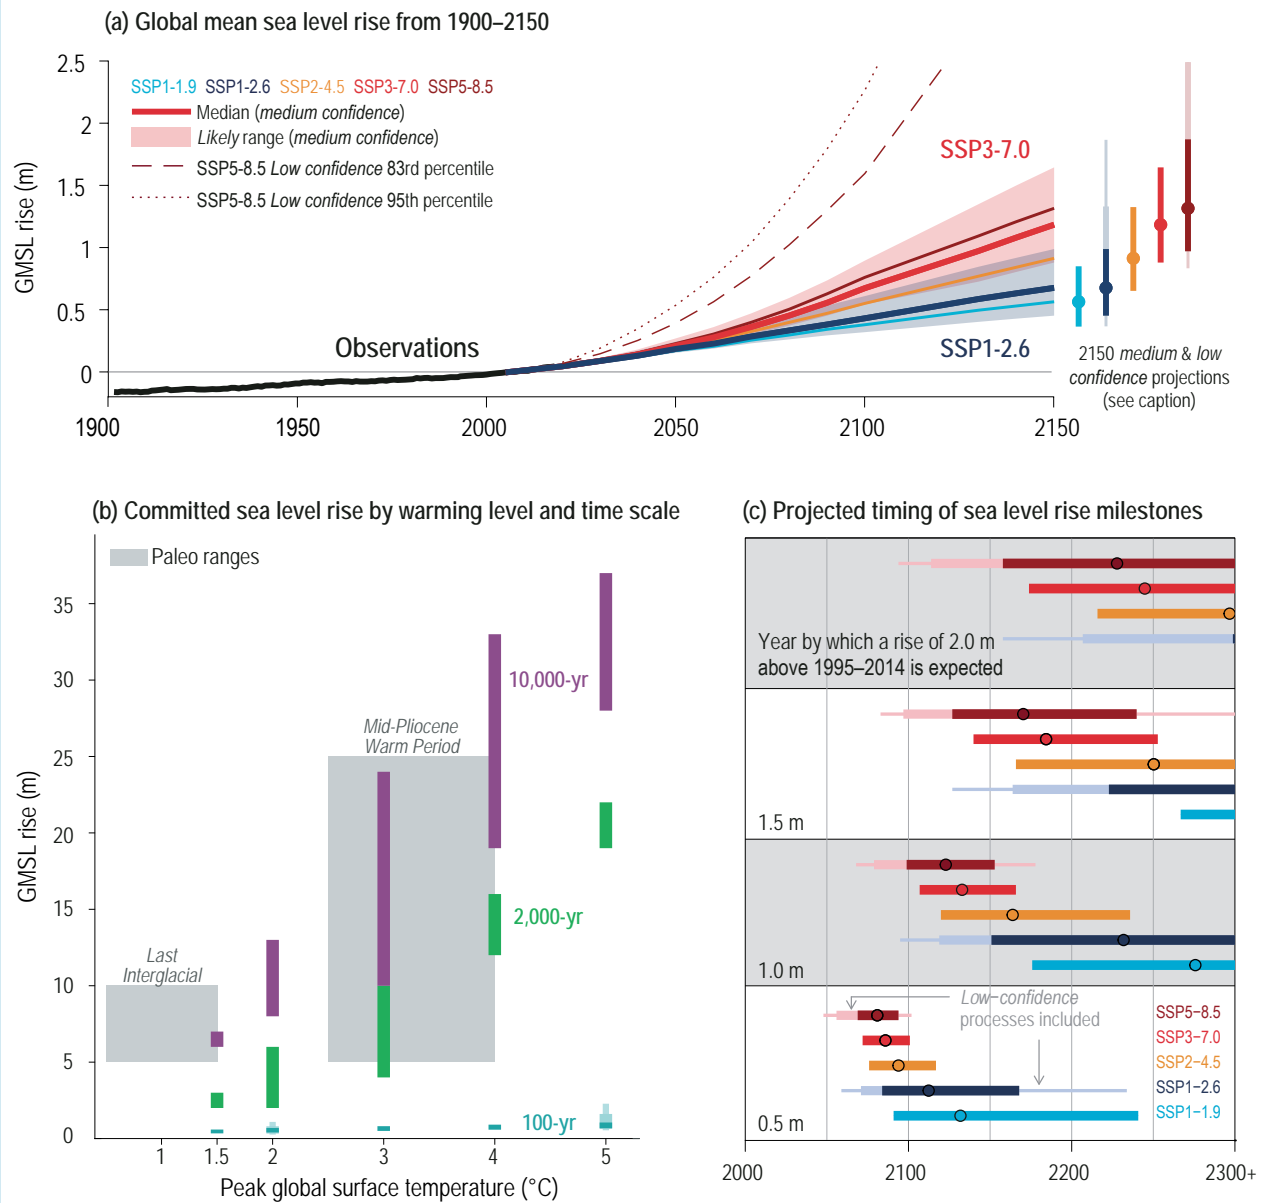 (a) Global mean sea level rise from 1900–2150
2.5
2
1.5
1
0.5
0
GMSL rise (m)
SSP1-1.9 SSP1-2.6 SSP2-4.5 SSP3-7.0 SSP5-8.5
Median (medium confidence)
Likely range (medium confidence)
SSP5-8.5 Low confidence 83rd percentile
SSP5-8.5 Low confidence 95th percentile
Observations
SSP3-7.0
SSP1-2.6
2150 medium & low
confidence projections
(see caption)
1900 1950 2000 2050 2100 2150
(b) Committed sea level rise by warming level and time scale
Paleo ranges
35
30
25
20
15
10
5
0
GMSL rise (m)
Last
Interglacial
Mid-Pliocene
Warm Period
10,000-yr
2,000-yr
100-yr
1 1.5 2 3 4 5
Peak global surface temperature (°C)
(c) Projected timing of sea level rise milestones
Year by which a rise of 2.0 m
above 1995–2014 is expected
1.5 m
1.0 m
Low–confidence
processes included
SSP5–8.5
SSP3–7.0
SSP2–4.5
SSP1–2.6
SSP1–1.9
0.5 m
2000 2100 2200 2300+